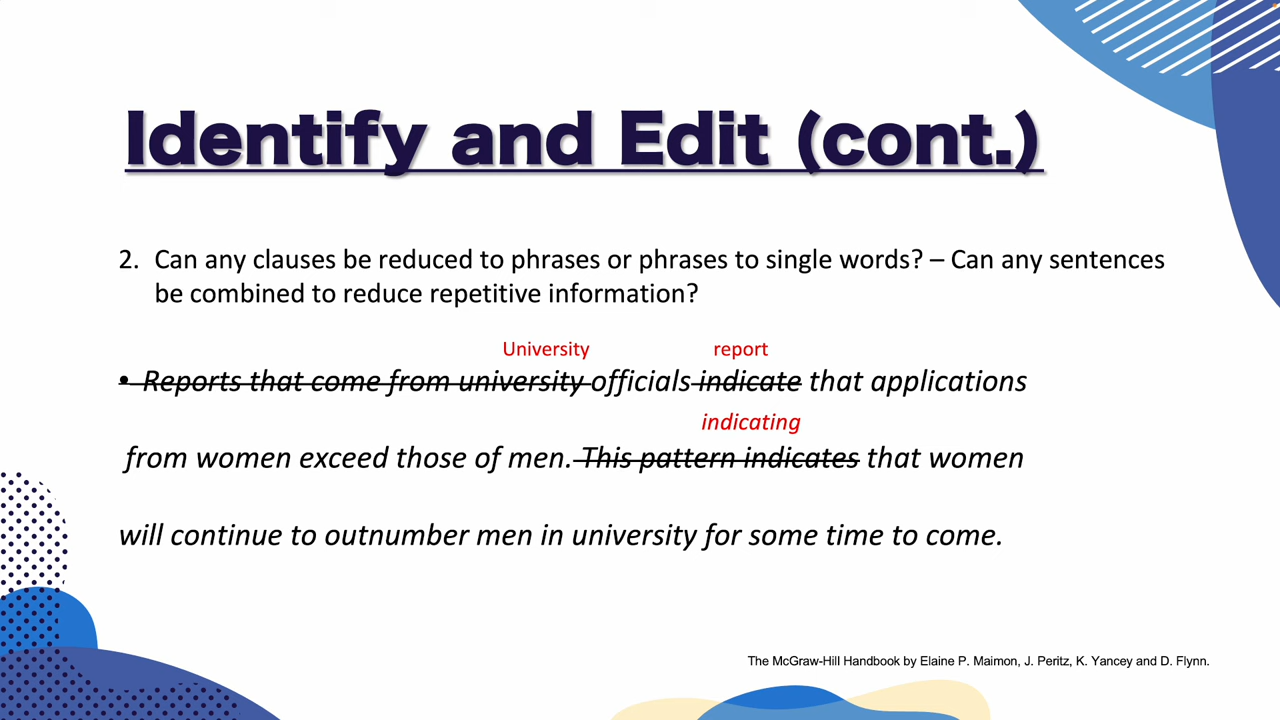 Identify and Edit (cont.)
2. Can any clauses be reduced to phrases or phrases to single words? – Can any sentences
be combined to reduce repetitive information?
University report
• Reports that come from university officials indicate that applications
indicating
from women exceed those of men. This pattern indicates that women
will continue to outnumber men in university for some time to come.
The McGraw-Hill Handbook by Elaine P. Maimon, J. Peritz, K. Yancey and D. Flynn.